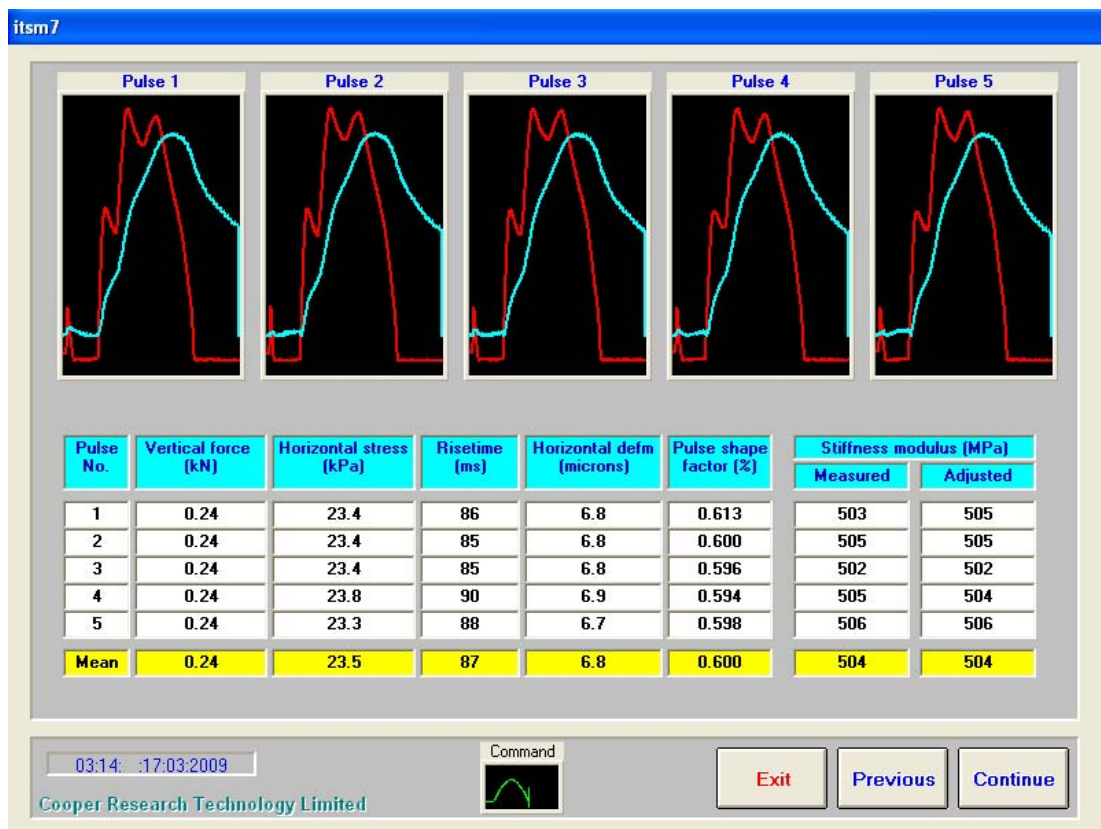 itsm7
Pulse 1 Pulse 2 Pulse 3 Pulse 4 Pulse 5
Pulse No. Vertical force (kN) Horizontal stress (kPa) Risetime (ms) Horizontal defm (microns) Pulse shape factor (%) Stiffness modulus (MPa)
Measured Adjusted
1 0.24 23.4 86 6.8 0.613 503 505
2 0.24 23.4 85 6.8 0.600 505 505
3 0.24 23.4 85 6.8 0.596 502 502
4 0.24 23.8 90 6.9 0.594 505 504
5 0.24 23.3 88 6.7 0.598 506 506
Mean 0.24 23.5 87 6.8 0.600 504 504
03:14: :17:03:2009
Command
Exit Previous Continue
Cooper Research Technology Limited